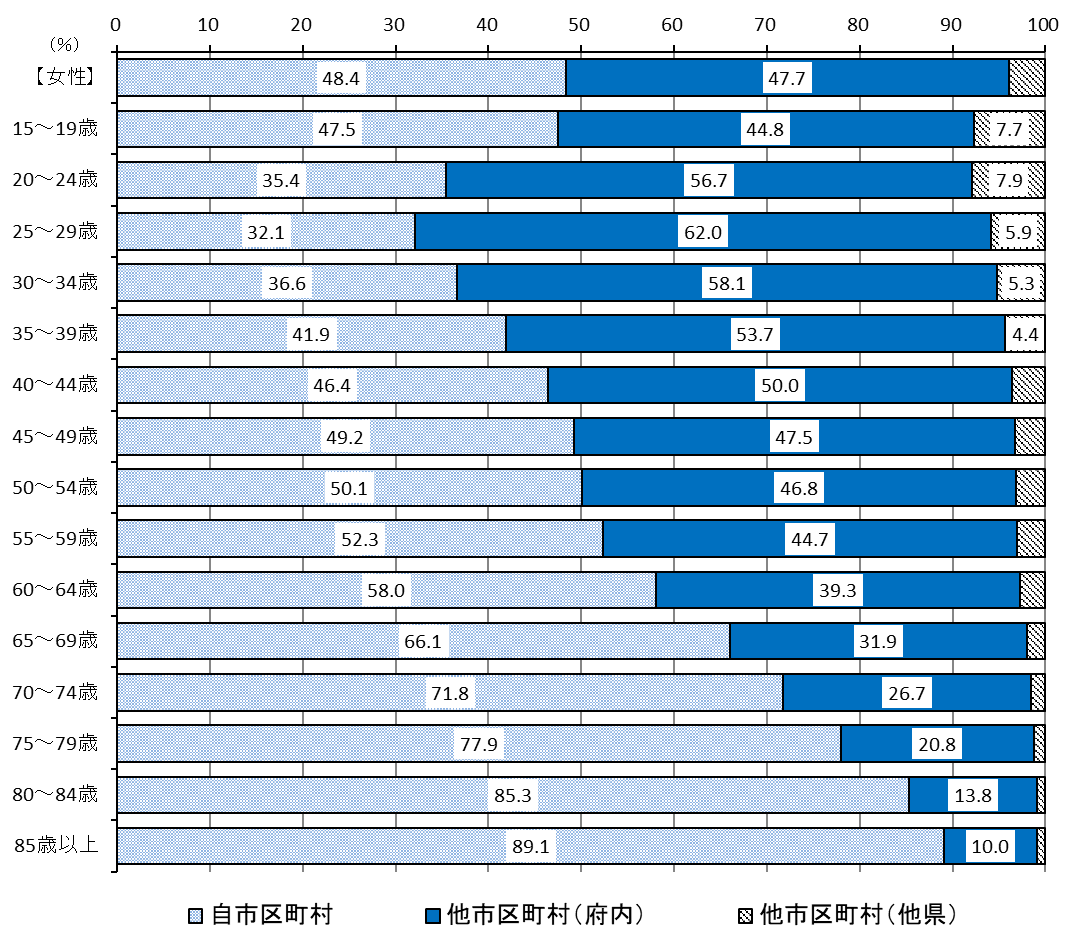 0 10 20 30 40 50 60 70 80 90 100
(%)
【女性】 48.4 47.7
15～19歳 47.5 44.8 7.7
20～24歳 35.4 56.7 7.9
25～29歳 32.1 62.0 5.9
30～34歳 36.6 58.1 5.3
35～39歳 41.9 53.7 4.4
40～44歳 46.4 50.0
45～49歳 49.2 47.5
50～54歳 50.1 46.8
55～59歳 52.3 44.7
60～64歳 58.0 39.3
65～69歳 66.1 31.9
70～74歳 71.8 26.7
75～79歳 77.9 20.8
80～84歳 85.3 13.8
85歳以上 89.1 10.0
自市区町村 他市区町村（府内） 他市区町村（他県）